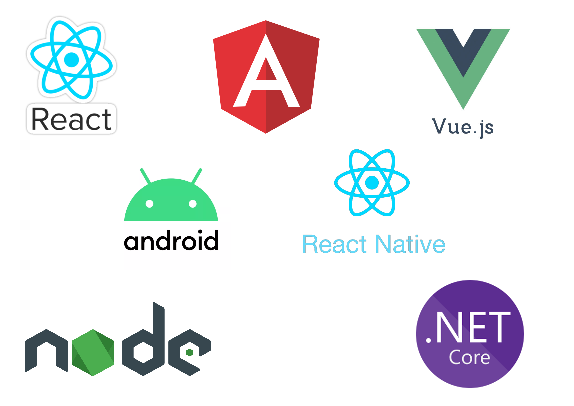 React
A
Vue.js
android
React Native
node
.NET
Core